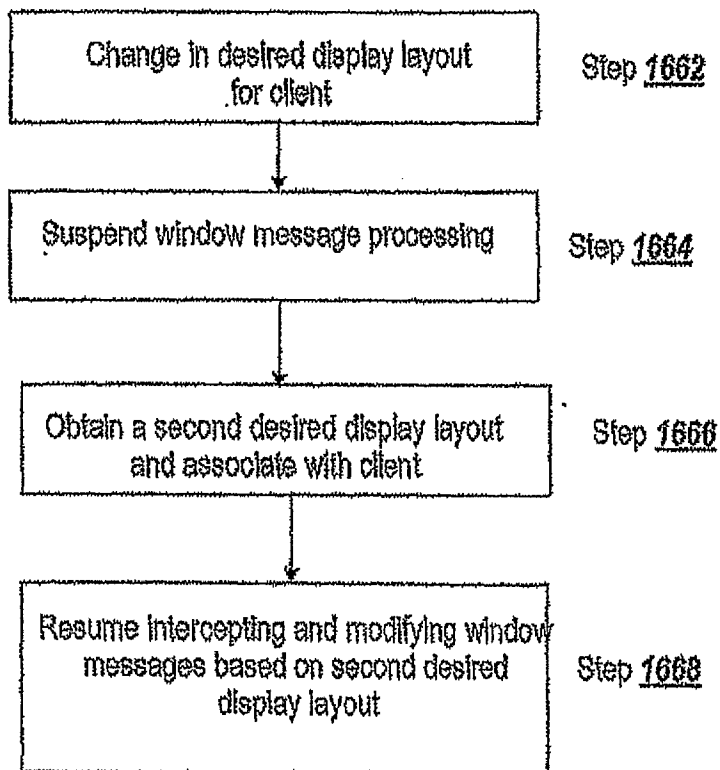 Change in desired display layout
for client
Step 1662
Suspend window message processing
Step 1664
Obtain a second desired display layout
and associate with client
Step 1666
Resume intercepting and modifying window
messages based on second desired
display layout
Step 1668